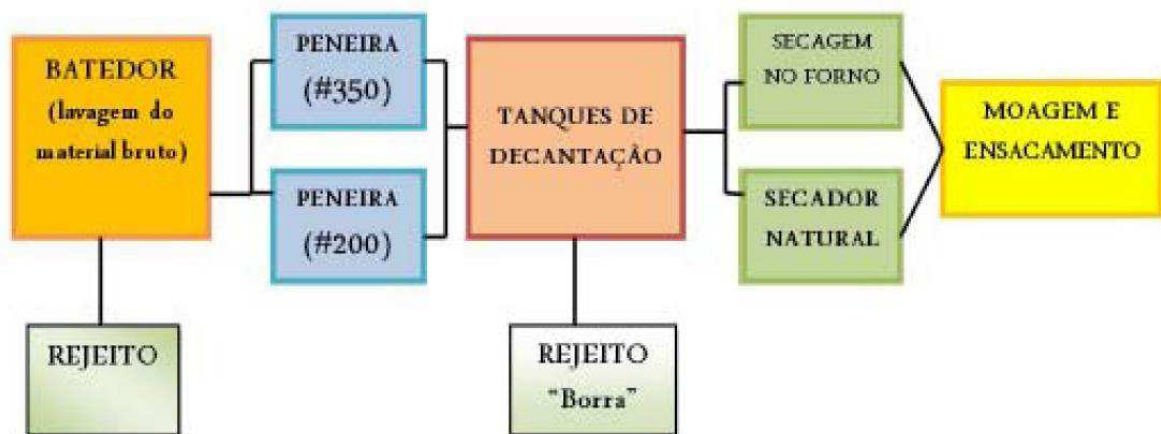 BATEDOR
(lavagem do
material bruto)
REJEITO
PENEIRA
(#350)
PENEIRA
(#200)
TANQUES DE
DECANTAÇÃO
REJEITO
“Borra”
SECAGEM
NO FORNO
SECADOR
NATURAL
MOAGEM E
ENSACAMENTO